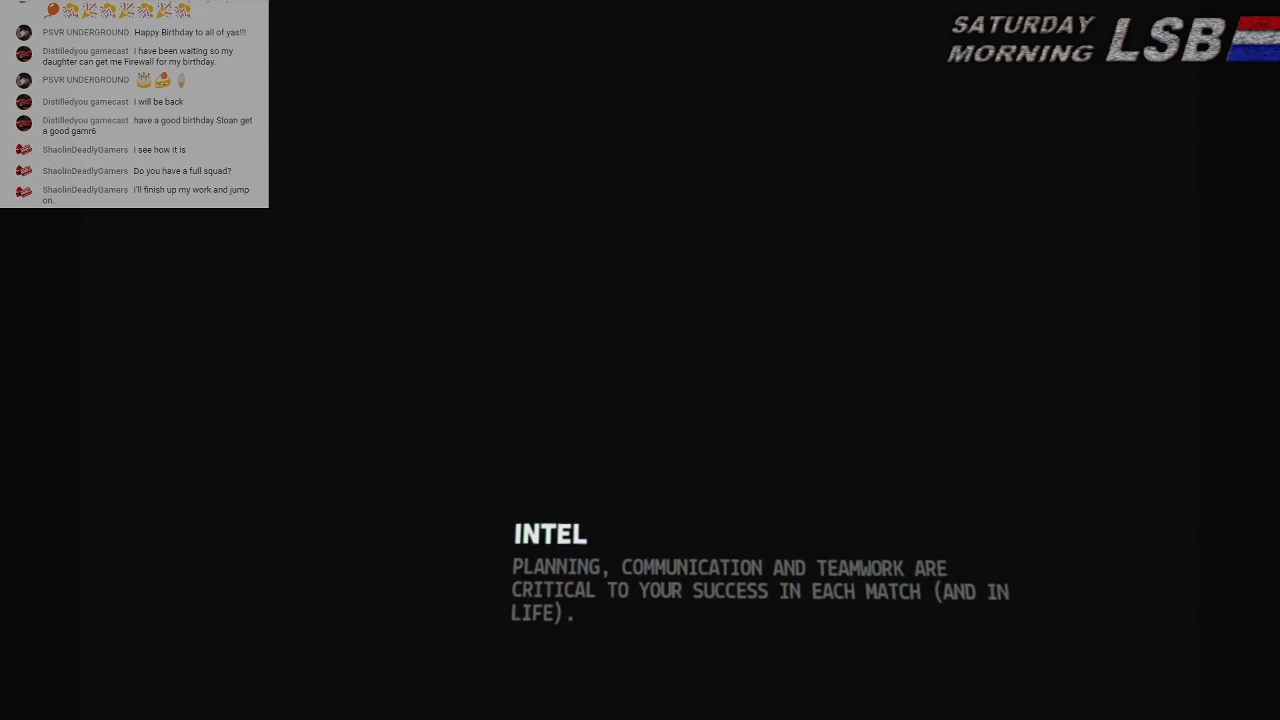 PSVR UNDERGROUND Happy Birthday to all of yas!!!
Distilledyou gamecast I have been waiting so my
daughter can get me Firewall for my birthday.
PSVR UNDERGROUND
Distilledyou gamecast I will be back
Distilledyou gamecast have a good birthday Sloan get
a good gamr6
ShaolinDeadlyGamers I see how it is
ShaolinDeadlyGamers Do you have a full squad?
ShaolinDeadlyGamers I'll finish up my work and jump
on.
SATURDAY
MORNING
LSB
INTEL
PLANNING, COMMUNICATION AND TEAMWORK ARE
CRITICAL TO YOUR SUCCESS IN EACH MATCH (AND IN
LIFE).